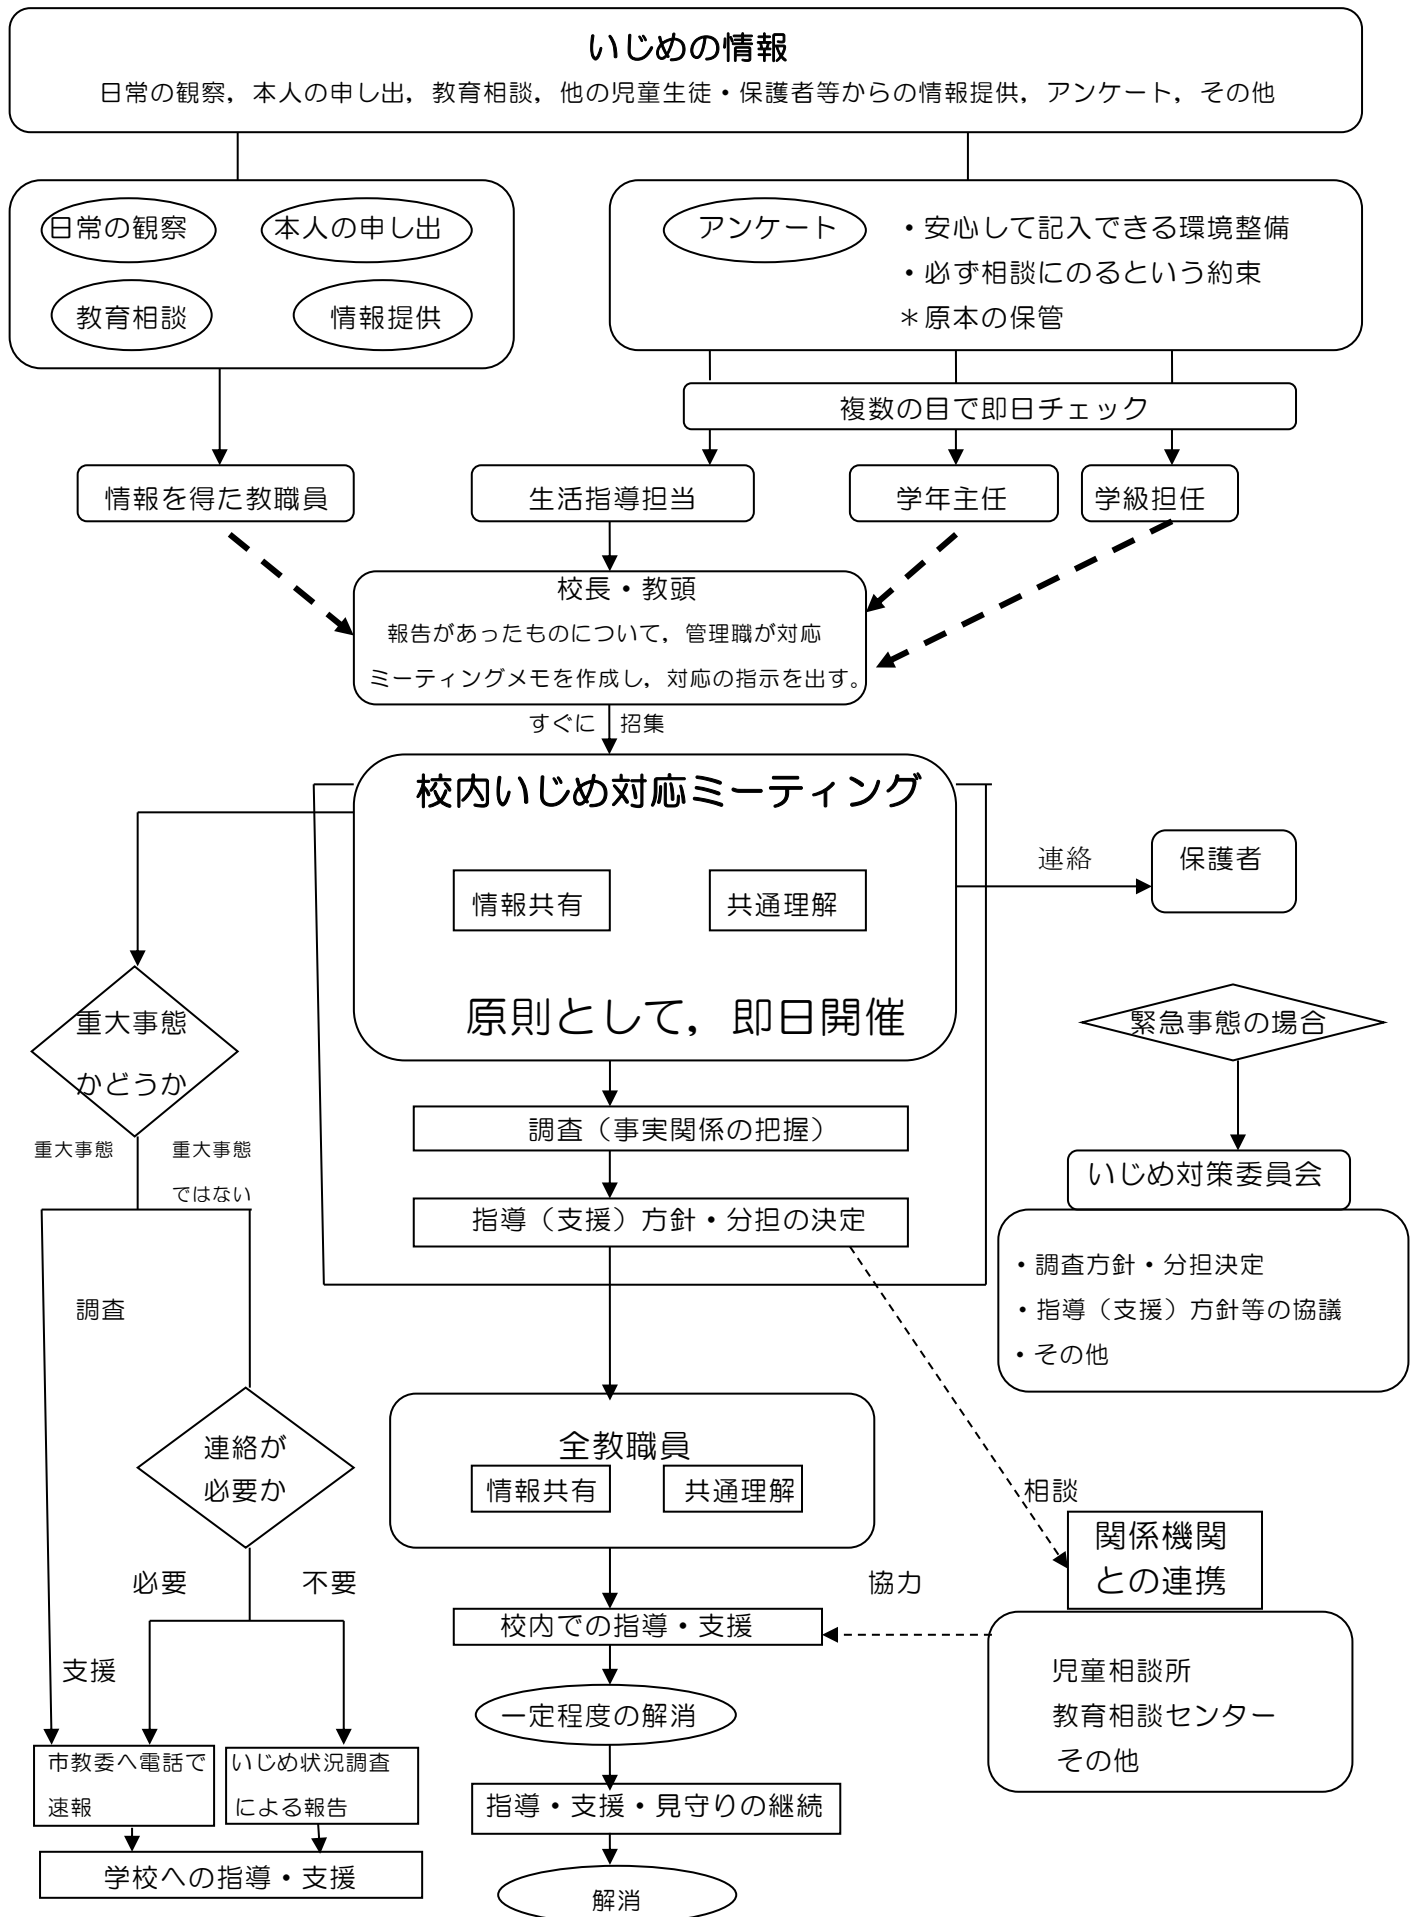 いじめの情報
日常の観察，本人の申し出，教育相談，他の児童生徒・保護者等からの情報提供，アンケート，その他
日常の観察
本人の申し出
教育相談
情報提供
アンケート
・安心して記入できる環境整備
・必ず相談にのるという約束
＊原本の保管
複数の目で即日チェック
情報を得た教職員
生活指導担当
学年主任
学級担任
校長・教頭
報告があったものについて，管理職が対応
ミーティングメモを作成し，対応の指示を出す。
すぐに
招集
校内いじめ対応ミーティング
情報共有
共通理解
原則として，即日開催
連絡
保護者
重大事態
かどうか
重大事態
重大事態
ではない
緊急事態の場合
調査（事実関係の把握）
指導（支援）方針・分担の決定
いじめ対策委員会
・調査方針・分担決定
・指導（支援）方針等の協議
・その他
調査
連絡が
必要か
全教職員
情報共有
共通理解
相談
関係機関
との連携
必要
不要
協力
校内での指導・支援
児童相談所
教育相談センター
その他
支援
一定程度の解消
市教委へ電話で
速報
いじめ状況調査
による報告
指導・支援・見守りの継続
学校への指導・支援
解消